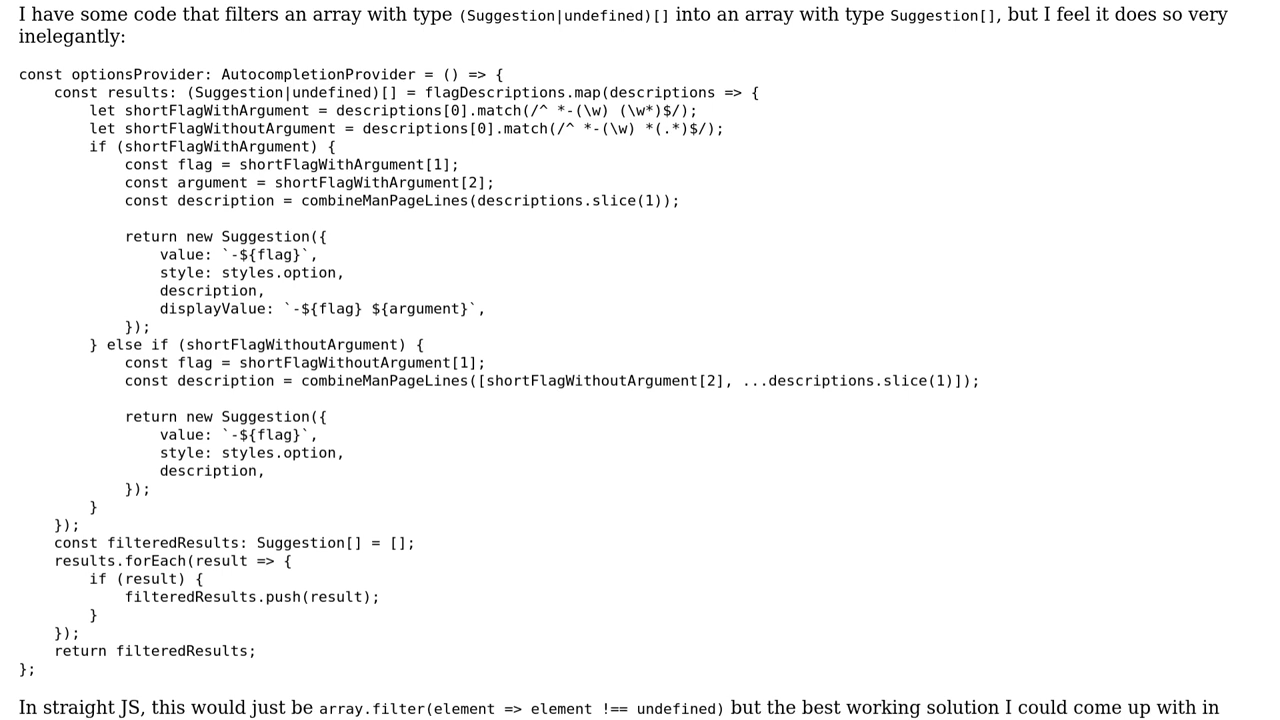 I have some code that filters an array with type (Suggestion|undefined)[] into an array with type Suggestion[], but I feel it does so very
inelegantly:
const optionsProvider: AutocompletionProvider = () => {
    const results: (Suggestion|undefined)[] = flagDescriptions.map(descriptions => {
        let shortFlagWithArgument = descriptions[0].match(/^ *-(\w) (\w*)$/);
        let shortFlagWithoutArgument = descriptions[0].match(/^ *-(\w) *(.*)$/);
        if (shortFlagWithArgument) {
            const flag = shortFlagWithArgument[1];
            const argument = shortFlagWithArgument[2];
            const description = combineManPageLines(descriptions.slice(1));
            return new Suggestion({
                value: `-${flag}`,
                style: styles.option,
                description,
                displayValue: `-${flag} ${argument}`,
            });
        } else if (shortFlagWithoutArgument) {
            const flag = shortFlagWithoutArgument[1];
            const description = combineManPageLines([shortFlagWithoutArgument[2], ...descriptions.slice(1)]);
            return new Suggestion({
                value: `-${flag}`,
                style: styles.option,
                description,
            });
        }
    });
    const filteredResults: Suggestion[] = [];
    results.forEach(result => {
        if (result) {
            filteredResults.push(result);
        }
    });
    return filteredResults;
};
In straight JS, this would just be array.filter(element => element !== undefined) but the best working solution I could come up with in